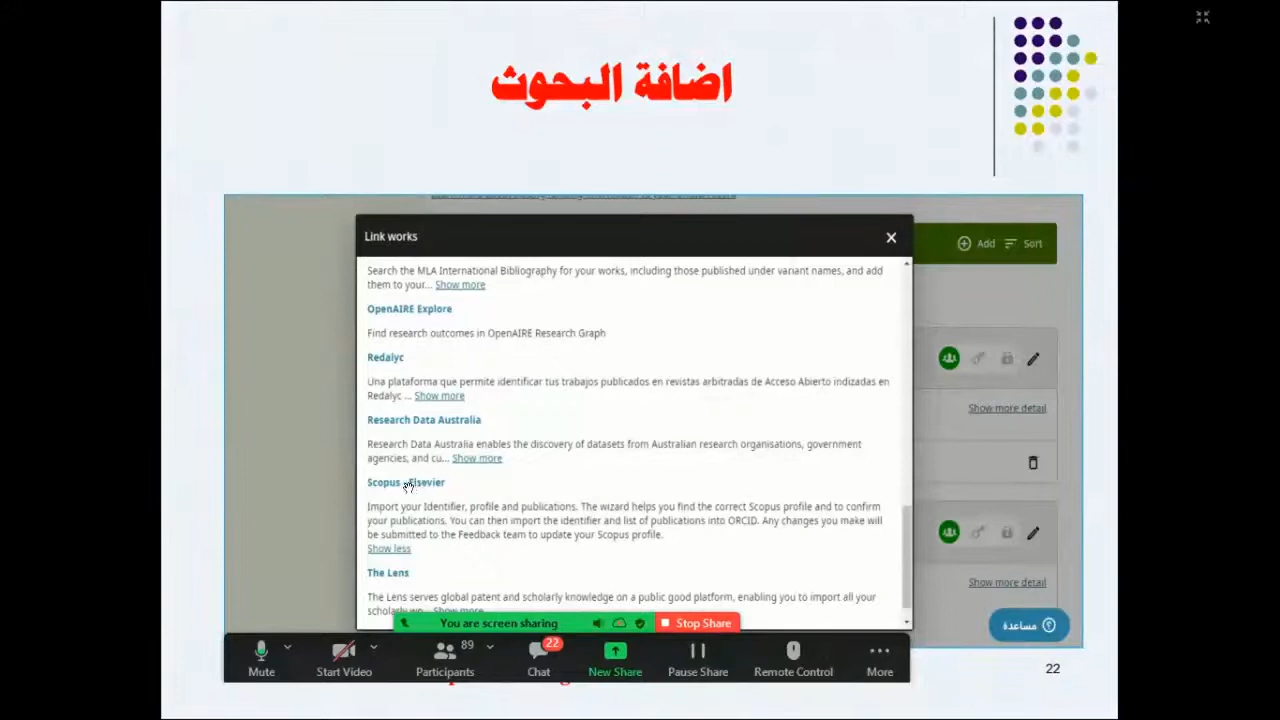 اضافة البحوث
Link works
Add
Sort
Search the MLA International Bibliography for your works, including those published under variant names, and add
them to your... Show more
OpenAIRE Explore
Find research outcomes in OpenAIRE Research Graph
Redalyc
Una plataforma que permite identificar tus trabajos publicados en revistas arbitradas de Acceso Abierto indizadas en
Redalyc ... Show more
Research Data Australia
Research Data Australia enables the discovery of datasets from Australian research organisations, government
agencies, and cu... Show more
Scopus Elsevier
Import your Identifier, profile and publications. The wizard helps you find the correct Scopus profile and to confirm
your publications. You can then import the identifier and list of publications into ORCID. Any changes you make will
be submitted to the Feedback team to update your Scopus profile.
Show less
The Lens
The Lens serves global patent and scholarly knowledge on a public good platform, enabling you to import all your
scholarly wo... Show more
Show more detail
Show more detail
مساعدة
You are screen sharing
Stop Share
Mute
Start Video
Participants
89
Chat
22
New Share
Pause Share
Remote Control
More
22